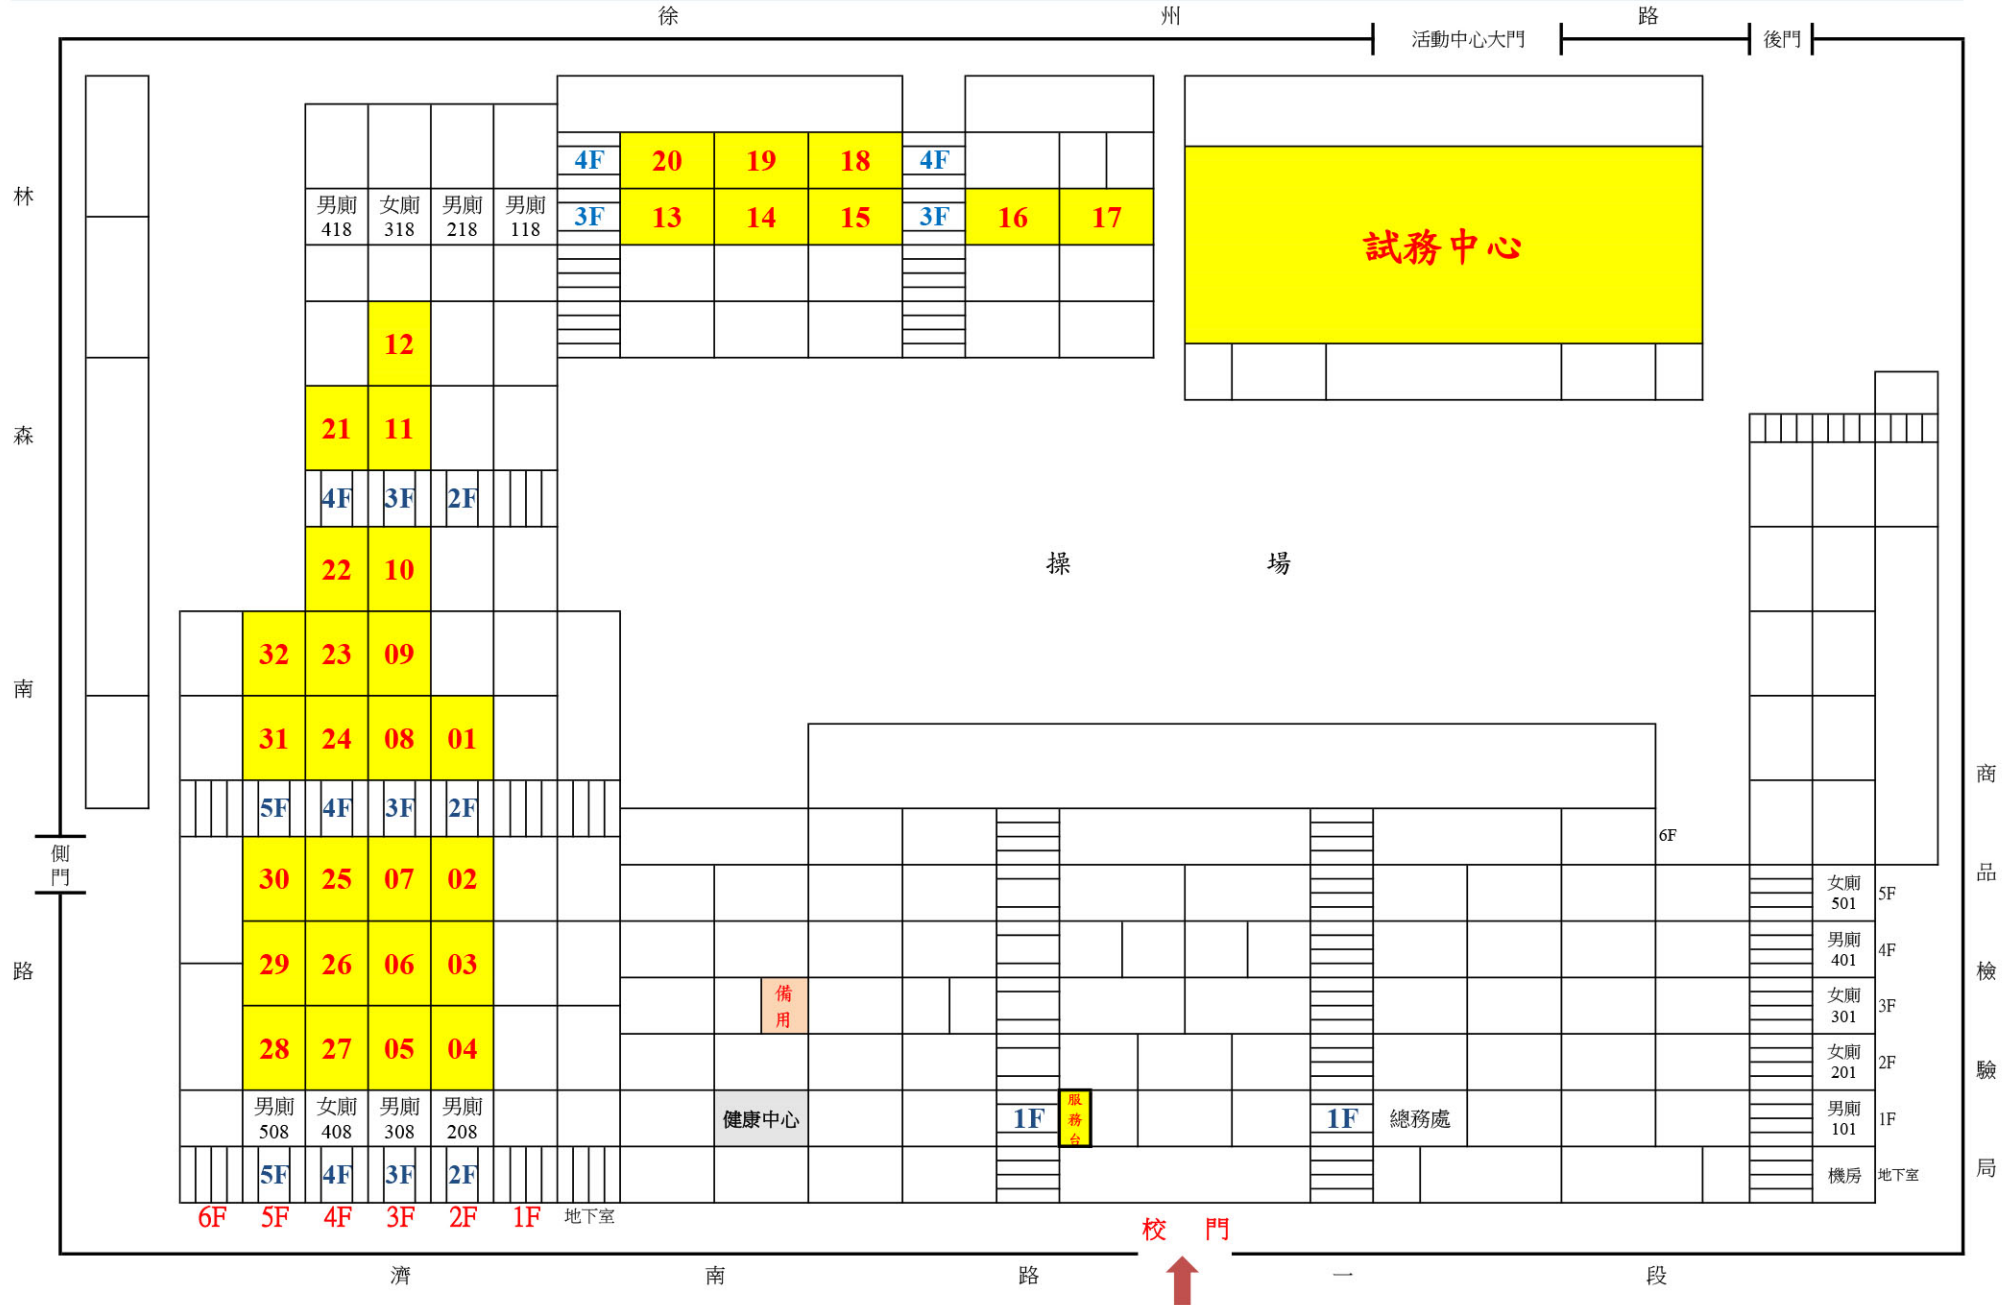 徐 州 路
活動中心大門 後門
林 森 南 路
側門
4F 20 19 18 4F
男廁 女廁 男廁 男廁
418 318 218 118
3F 13 14 15 3F 16 17
試務中心
12
21 11
4F 3F 2F
22 10
操 場
32 23 09
31 24 08 01
5F 4F 3F 2F
6F
30 25 07 02
女廁
501
5F
29 26 06 03
男廁
401
4F
備
用
女廁
301
3F
28 27 05 04
女廁
201
2F
男廁 女廁 男廁 男廁
508 408 308 208
健康中心
1F
服
務
台
1F
總務處
男廁
101
1F
5F 4F 3F 2F
機房
地下室
6F 5F 4F 3F 2F 1F 地下室
校 門
濟 南 路 一 段
商 品 檢 驗 局